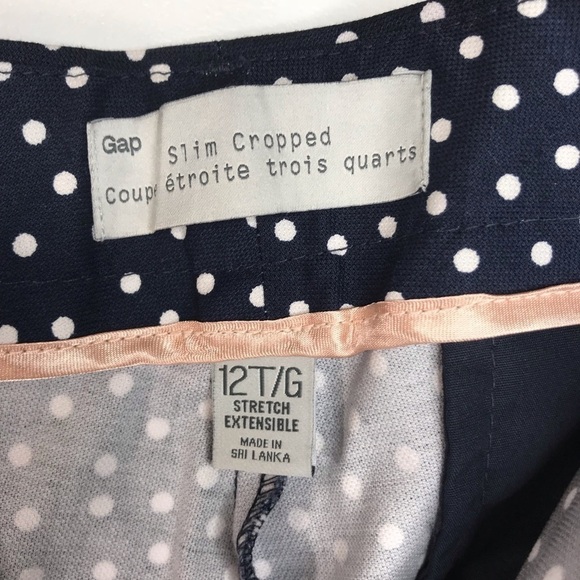 Gap Slim Cropped
Coupe étroite trois quarts
12T/G
STRETCH
EXTENSIBLE
MADE IN
SRI LANKA